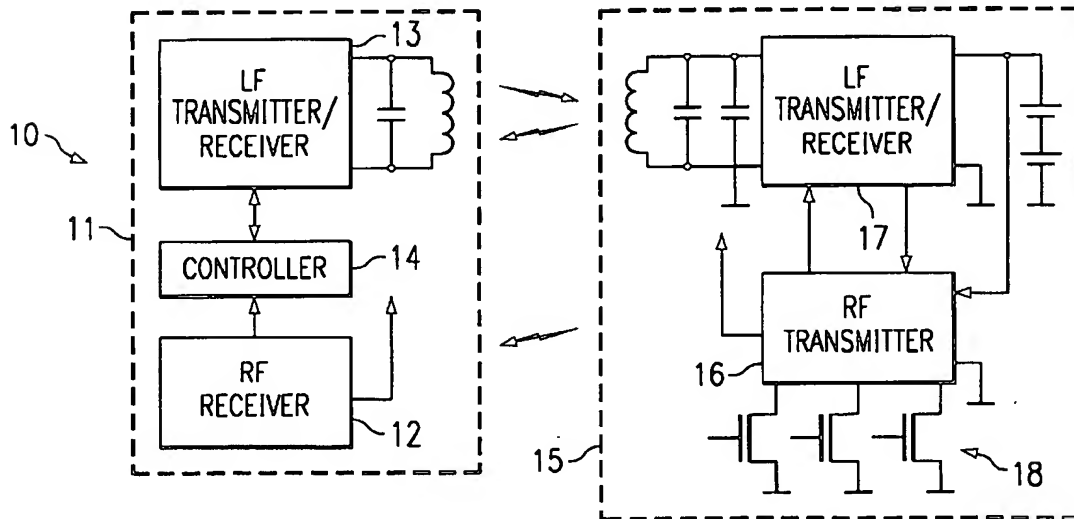 13
LF
TRANSMITTER/
RECEIVER
10
11
CONTROLLER
14
RF
RECEIVER
12
LF
TRANSMITTER/
RECEIVER
17
RF
TRANSMITTER
16
15
18